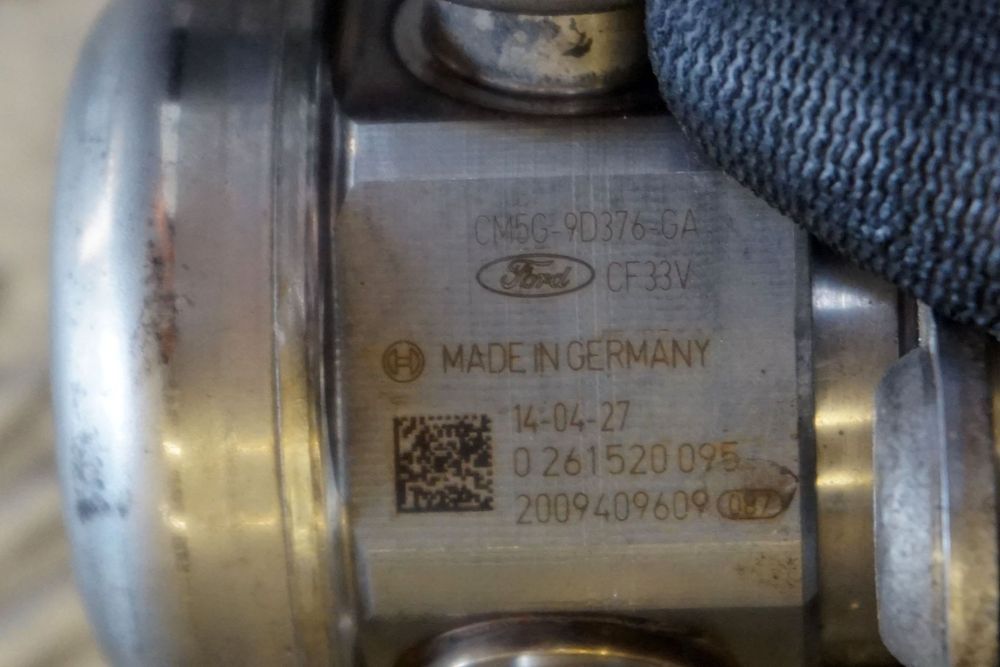 CM5G-9D376-GA
Ford CF33V
H MADE IN GERMANY
14-04-27
0 261 520 095
2009409609 087